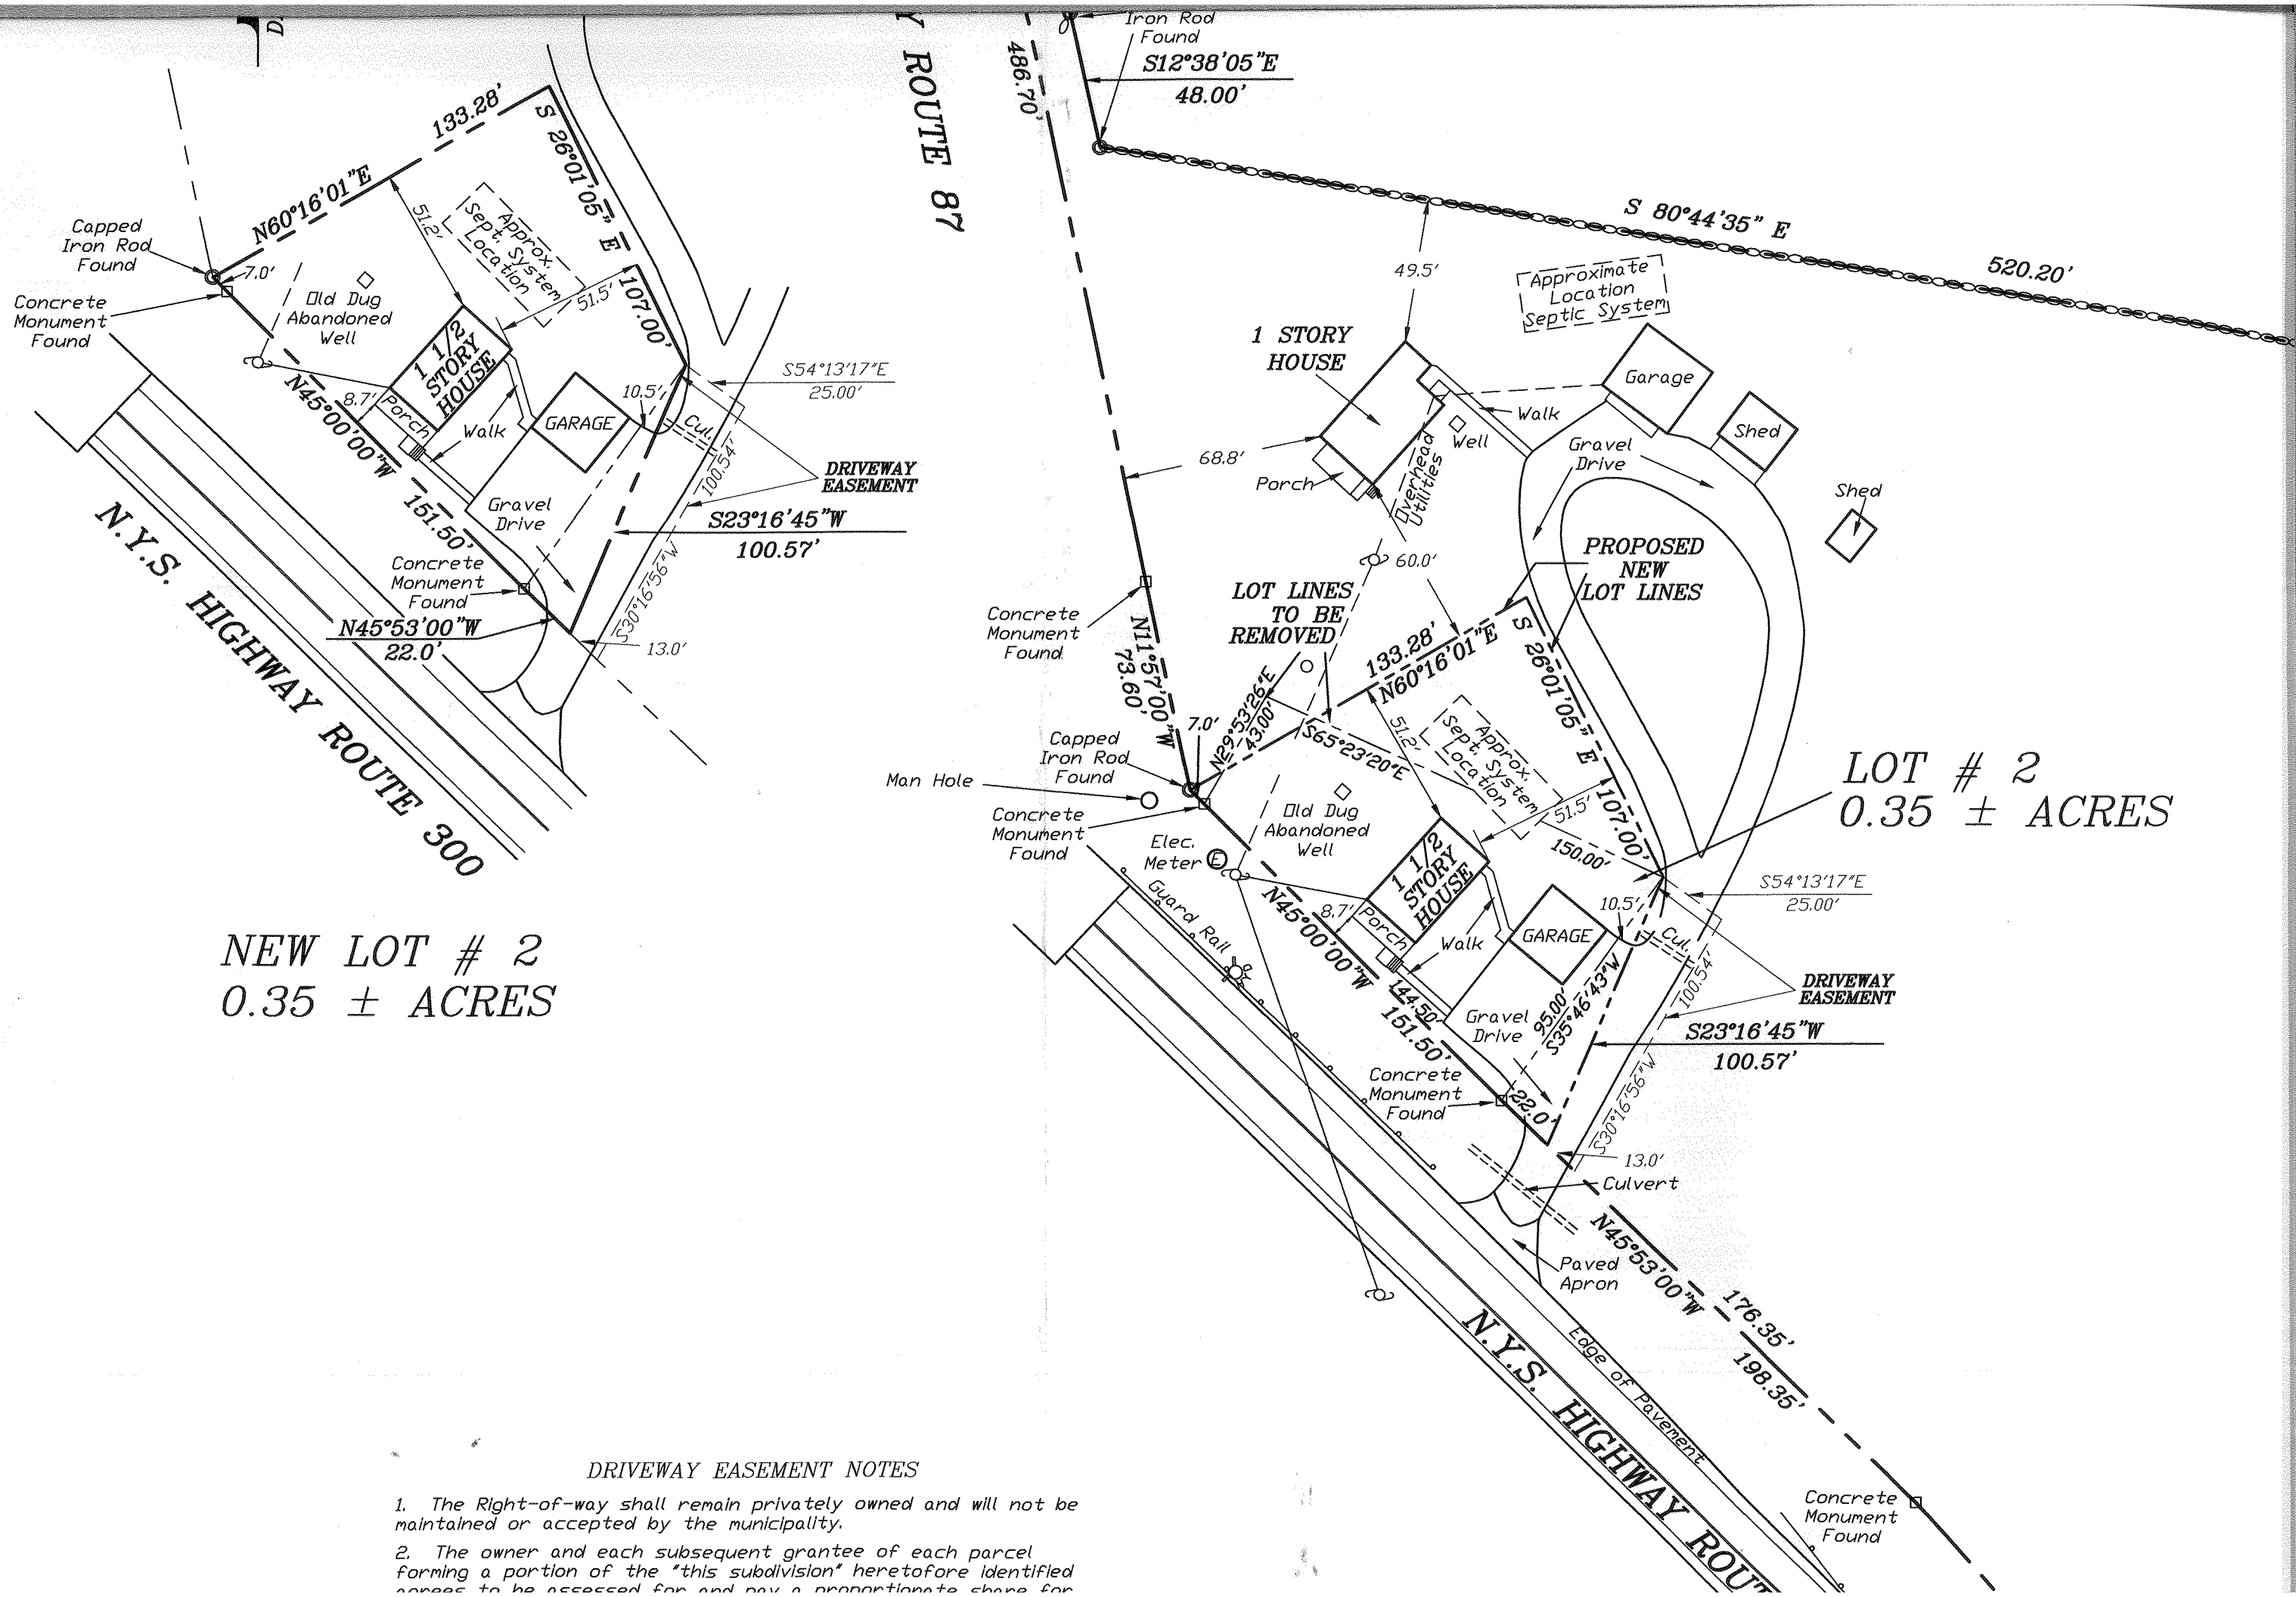 133.28'
N60°16'01"E
S 26°01'05" E
107.00'
Capped
Iron Rod
Found
7.0'
Concrete
Monument
Found
Old Dug
Abandoned
Well
51.2'
Approx.
Sept. System
Location
51.5'
1 1/2
STORY
HOUSE
8.7'
Porch
Walk
GARAGE
10.5'
Cul.
S54°13'17"E
25.00'
100.54'
DRIVEWAY
EASEMENT
N45°00'00"W
151.50'
Gravel
Drive
S23°16'45"W
100.57'
Concrete
Monument
Found
N45°53'00"W
22.0'
S30°16'56"W
13.0'
N.Y.S. HIGHWAY ROUTE 300
NEW LOT # 2
0.35 ± ACRES
DRIVEWAY EASEMENT NOTES
1. The Right-of-way shall remain privately owned and will not be
maintained or accepted by the municipality.
2. The owner and each subsequent grantee of each parcel
forming a portion of the "this subdivision" heretofore identified
agrees to be assessed for and pay a proportionate share for
Y ROUTE 87
486.70'
Iron Rod
Found
S12°38'05"E
48.00'
S 80°44'35" E
520.20'
49.5'
Approximate
Location
Septic System
1 STORY
HOUSE
Garage
Shed
Walk
Well
Gravel
Drive
Shed
68.8'
Porch
Overhead
Utilities
60.0'
PROPOSED
NEW
LOT LINES
LOT LINES
TO BE
REMOVED
Concrete
Monument
Found
N11°57'00"W
73.60'
133.28'
N60°16'01"E
S 26°01'05" E
107.00'
N29°53'26"E
43.00'
S65°23'20"E
150.00'
7.0'
Capped
Iron Rod
Found
Man Hole
Concrete
Monument
Found
Elec.
Meter
E
Old Dug
Abandoned
Well
51.2'
Approx.
Sept. System
Location
51.5'
LOT # 2
0.35 ± ACRES
1 1/2
STORY
HOUSE
8.7'
Porch
Walk
GARAGE
10.5'
Cul.
S54°13'17"E
25.00'
100.54'
DRIVEWAY
EASEMENT
Guard Rail
N45°00'00"W
144.50'
151.50'
Gravel
Drive
95.00'
S35°46'43"W
S23°16'45"W
100.57'
Concrete
Monument
Found
22.0'
S30°16'56"W
13.0'
Culvert
Paved
Apron
N45°53'00"W
176.35'
198.35'
Edge of Pavement
N.Y.S. HIGHWAY ROUT
Concrete
Monument
Found